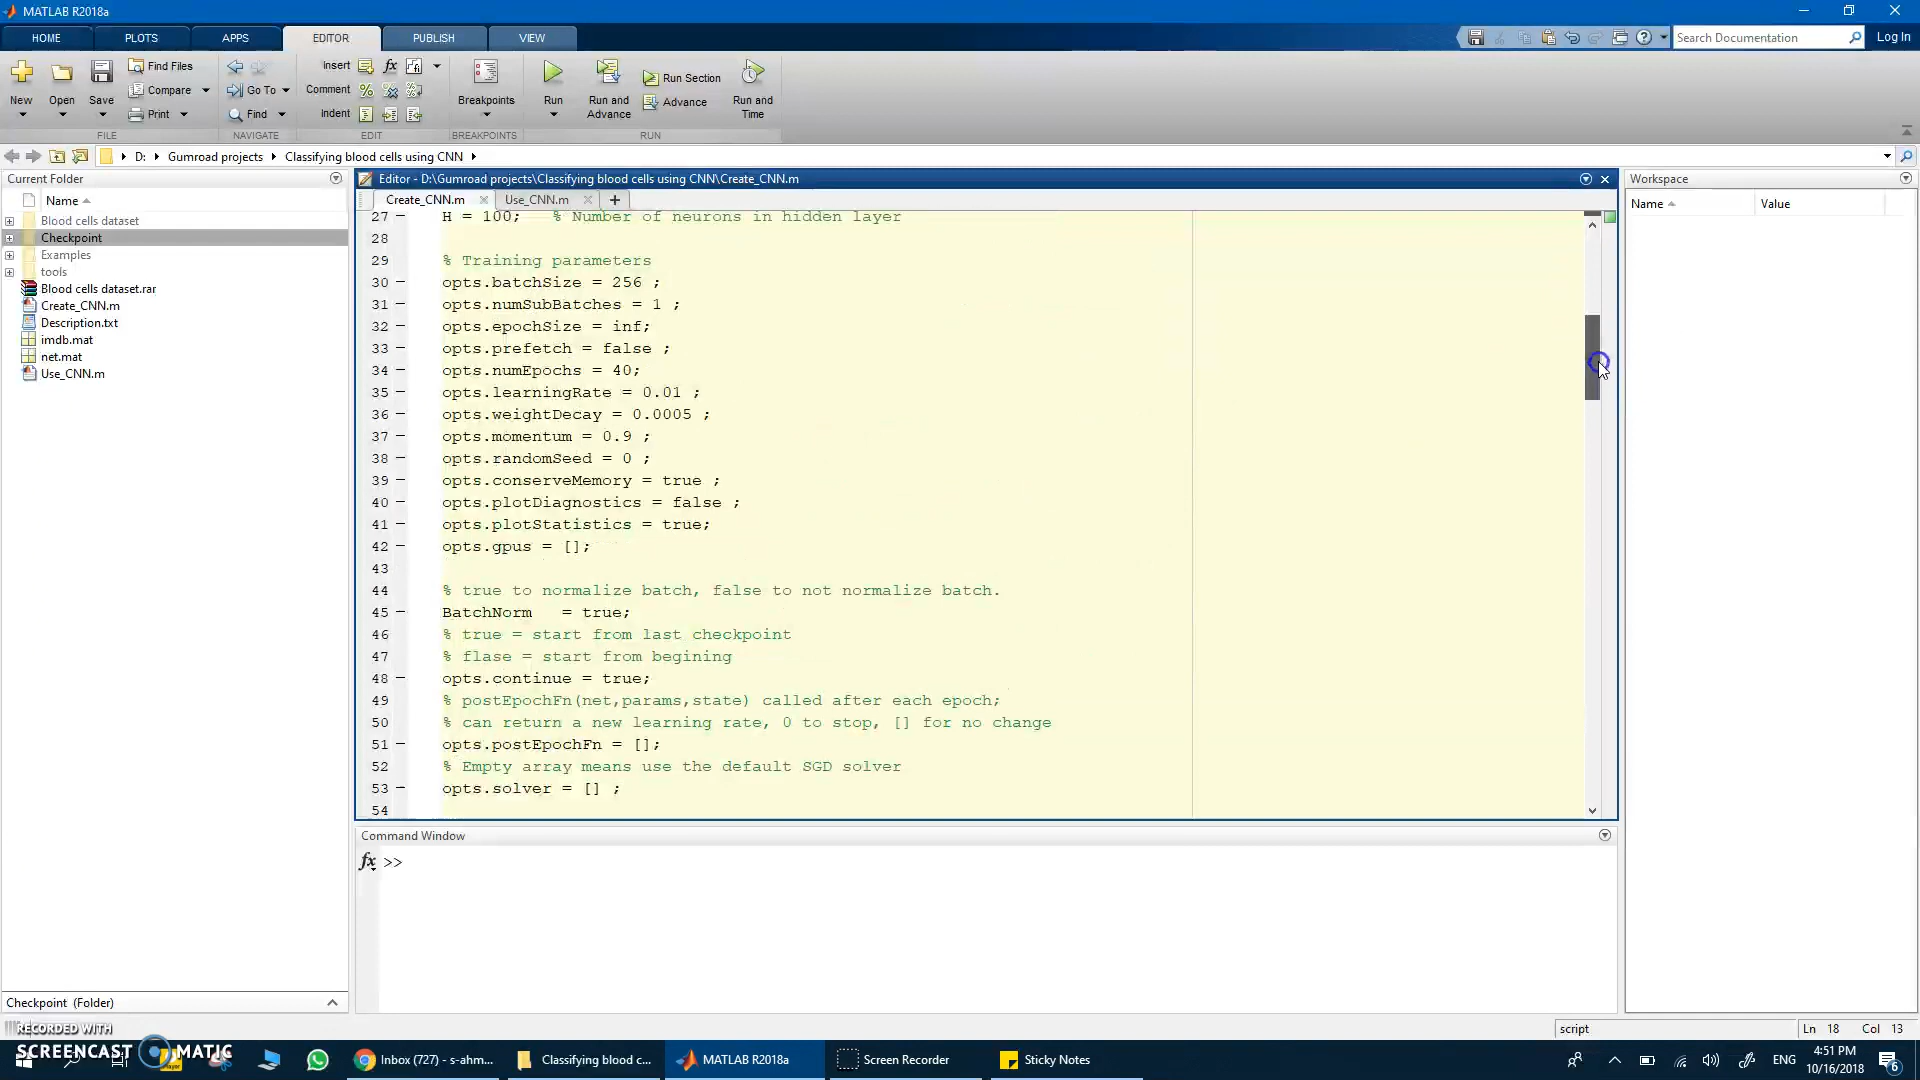 MATLAB R2018a
HOME
PLOTS
APPS
EDITOR
PUBLISH
VIEW
Search Documentation
Log In
New
Open
Save
Find Files
Compare
Print
Go To
Find
Insert
fx
Comment
Indent
Breakpoints
Run
Run and Advance
Run Section
Advance
Run and Time
FILE
NAVIGATE
EDIT
BREAKPOINTS
RUN
D:
Gumroad projects
Classifying blood cells using CNN
Current Folder
Name
Blood cells dataset
Checkpoint
Examples
tools
Blood cells dataset.rar
Create_CNN.m
Description.txt
imdb.mat
net.mat
Use_CNN.m
Checkpoint (Folder)
Editor - D:\Gumroad projects\Classifying blood cells using CNN\Create_CNN.m
Create_CNN.m
Use_CNN.m
27 – H = 100; % Number of neurons in hidden layer
28
29 % Training parameters
30 – opts.batchSize = 256 ;
31 – opts.numSubBatches = 1 ;
32 – opts.epochSize = inf;
33 – opts.prefetch = false ;
34 – opts.numEpochs = 40;
35 – opts.learningRate = 0.01 ;
36 – opts.weightDecay = 0.0005 ;
37 – opts.momentum = 0.9 ;
38 – opts.randomSeed = 0 ;
39 – opts.conserveMemory = true ;
40 – opts.plotDiagnostics = false ;
41 – opts.plotStatistics = true;
42 – opts.gpus = [];
43
44 % true to normalize batch, false to not normalize batch.
45 – BatchNorm = true;
46 % true = start from last checkpoint
47 % flase = start from begining
48 – opts.continue = true;
49 % postEpochFn(net,params,state) called after each epoch;
50 % can return a new learning rate, 0 to stop, [] for no change
51 – opts.postEpochFn = [];
52 % Empty array means use the default SGD solver
53 – opts.solver = [] ;
54
Command Window
fx >>
Workspace
Name
Value
script
Ln 18 Col 13
RECORDED WITH
SCREENCAST MATIC
Inbox (727) - s-ahm...
Classifying blood c...
MATLAB R2018a
Screen Recorder
Sticky Notes
ENG
4:51 PM
10/16/2018
6